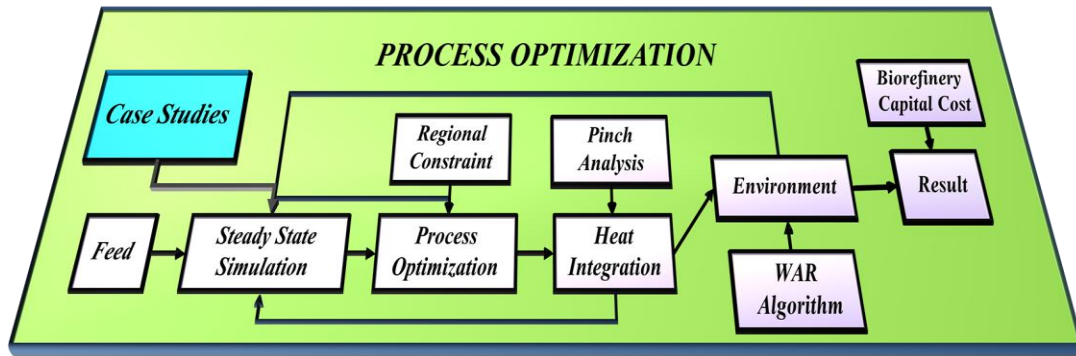 PROCESS OPTIMIZATION
Case Studies
Biorefinery
Capital Cost
Regional
Constraint
Pinch
Analysis
Environment
Result
Feed
Steady State
Simulation
Process
Optimization
Heat
Integration
WAR
Algorithm